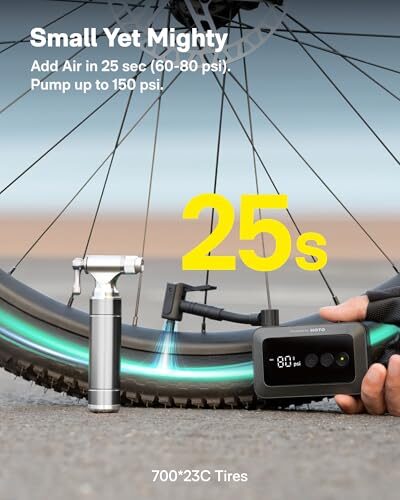 Small Yet Mighty
Add Air in 25 sec (60-80 psi).
Pump up to 150 psi.
25s
HOTO
80 psi
700*23C Tires